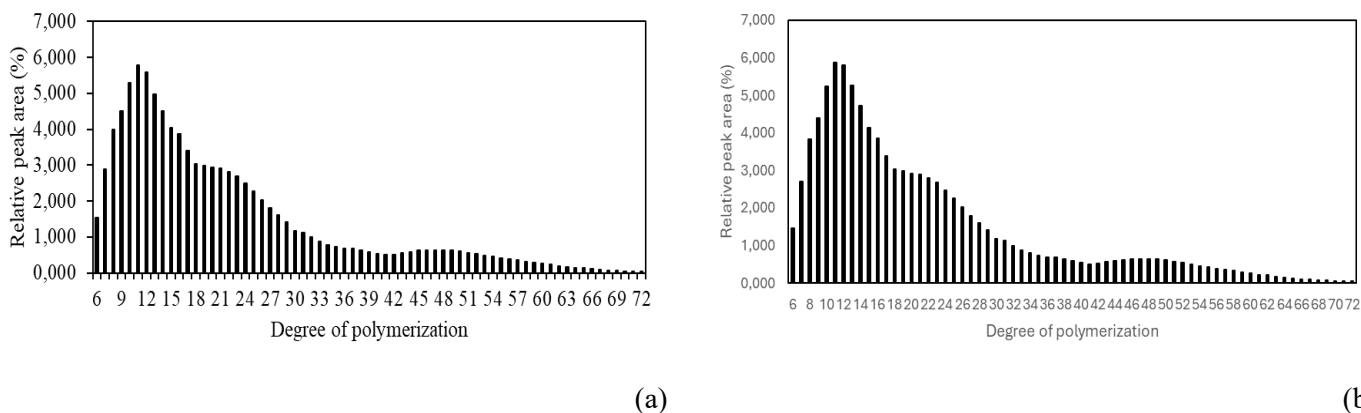 7,000
6,000
5,000
4,000
3,000
2,000
1,000
0,000
Relative peak area (%)
6 9 12 15 18 21 24 27 30 33 36 39 42 45 48 51 54 57 60 63 66 69 72
Degree of polymerization
(a)
7,000
6,000
5,000
4,000
3,000
2,000
1,000
0,000
Relative peak area (%)
6 8 10 12 14 16 18 20 22 24 26 28 30 32 34 36 38 40 42 44 46 48 50 52 54 56 58 60 62 64 66 68 70 72
Degree of polymerization
(b